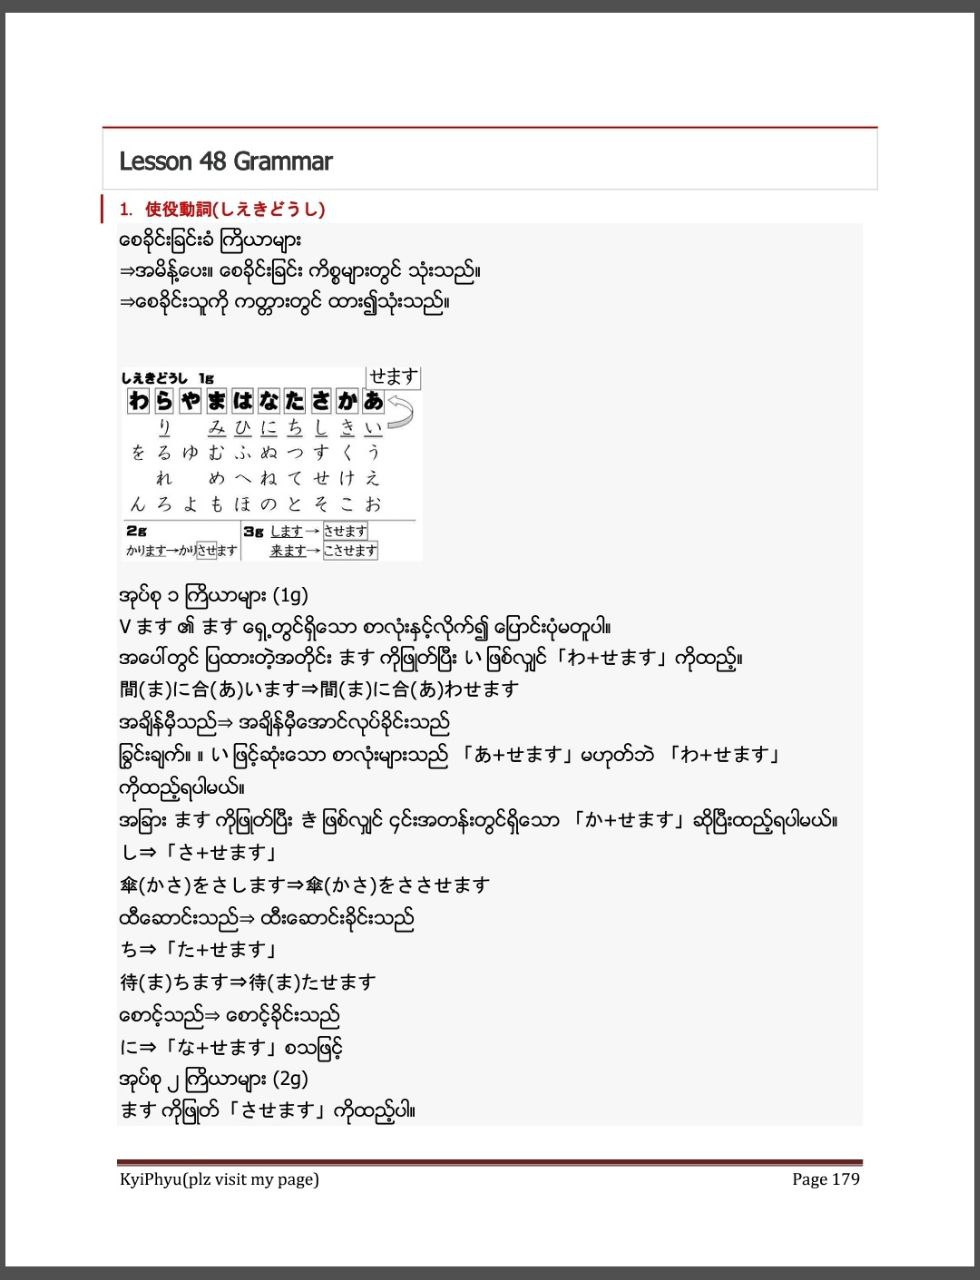 Lesson 48 Grammar
1. 使役動詞(しえきどうし)
စေခိုင်းခြင်းခံ ကြိယာများ
⇒အမိန့်ပေး။ စေခိုင်းခြင်း ကိစ္စများတွင် သုံးသည်။
⇒စေခိုင်းသူကို ကတ္တားတွင် ထား၍သုံးသည်။
しえきどうし 1g せます
わ ら や ま は な た さ か あ
り み ひ に ち し き い
を る ゆ む ふ ぬ つ す く う
れ め へ ね て せ け え
ん ろ よ も ほ の と そ こ お
2g 3g します→させます
かります→かりさせます 来ます→こさせます
အုပ်စု ၁ ကြိယာများ (1g)
V ます ၏ ます ရှေ့တွင်ရှိသော စာလုံးနှင့်လိုက်၍ ပြောင်းပုံမတူပါ။
အပေါ်တွင် ပြထားတဲ့အတိုင်း ます ကိုဖြုတ်ပြီး い ဖြစ်လျှင်「わ+せます」ကိုထည့်။
間(ま)に合(あ)います⇒間(ま)に合(あ)わせます
အချိန်မှီသည်⇒ အချိန်မှီအောင်လုပ်ခိုင်းသည်
ခြွင်းချက်။ ။ い ဖြင့်ဆုံးသော စာလုံးများသည် 「あ+せます」မဟုတ်ဘဲ 「わ+せます」
ကိုထည့်ရပါမယ်။
အခြား ます ကိုဖြုတ်ပြီး き ဖြစ်လျှင် ၎င်းအတန်းတွင်ရှိသော 「か+せます」ဆိုပြီးထည့်ရပါမယ်။
し⇒「さ+せます」
傘(かさ)をさします⇒傘(かさ)をささせます
ထီဆောင်းသည်⇒ ထီးဆောင်းခိုင်းသည်
ち⇒「た+せます」
待(ま)ちます⇒待(ま)たせます
စောင့်သည်⇒ စောင့်ခိုင်းသည်
に⇒「な+せます」စသဖြင့်
အုပ်စု ၂ ကြိယာများ (2g)
ます ကိုဖြုတ်「させます」ကိုထည့်ပါ။
KyiPhyu(plz visit my page) Page 179